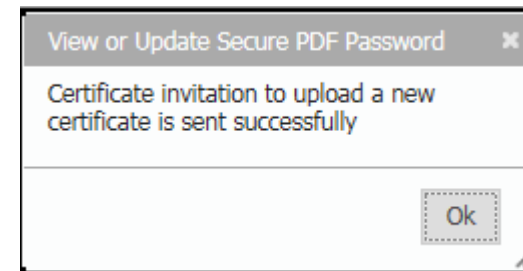 View or Update Secure PDF Password
Certificate invitation to upload a new
certificate is sent successfully
Ok